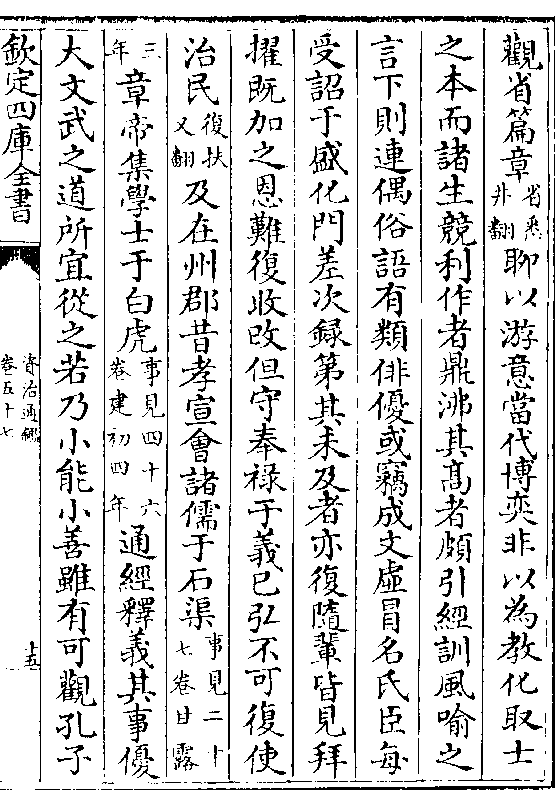 觀省篇章省悉井翻聊以游意當代博奕非以為教化取士
之本而諸生競利作者鼎沸其髙者頗引經訓風喻之
言下則連偶俗語有類俳優或竊成文虚冒名氏臣每
受詔于盛化門差次録第其未及者亦復隨輩皆見拜
擢既加之恩難復收改但守奉禄于義已弘不可復使
治民復扶又翻及在州郡昔孝宣會諸儒于石渠事見二十七卷甘露
三年章帝集學士于白虎事見四十六卷建初四年通經釋義其事優
大文武之道所宜從之若乃小能小善雖有可觀孔子
欽定四庫全書
資治通鑑
卷五十七
十五